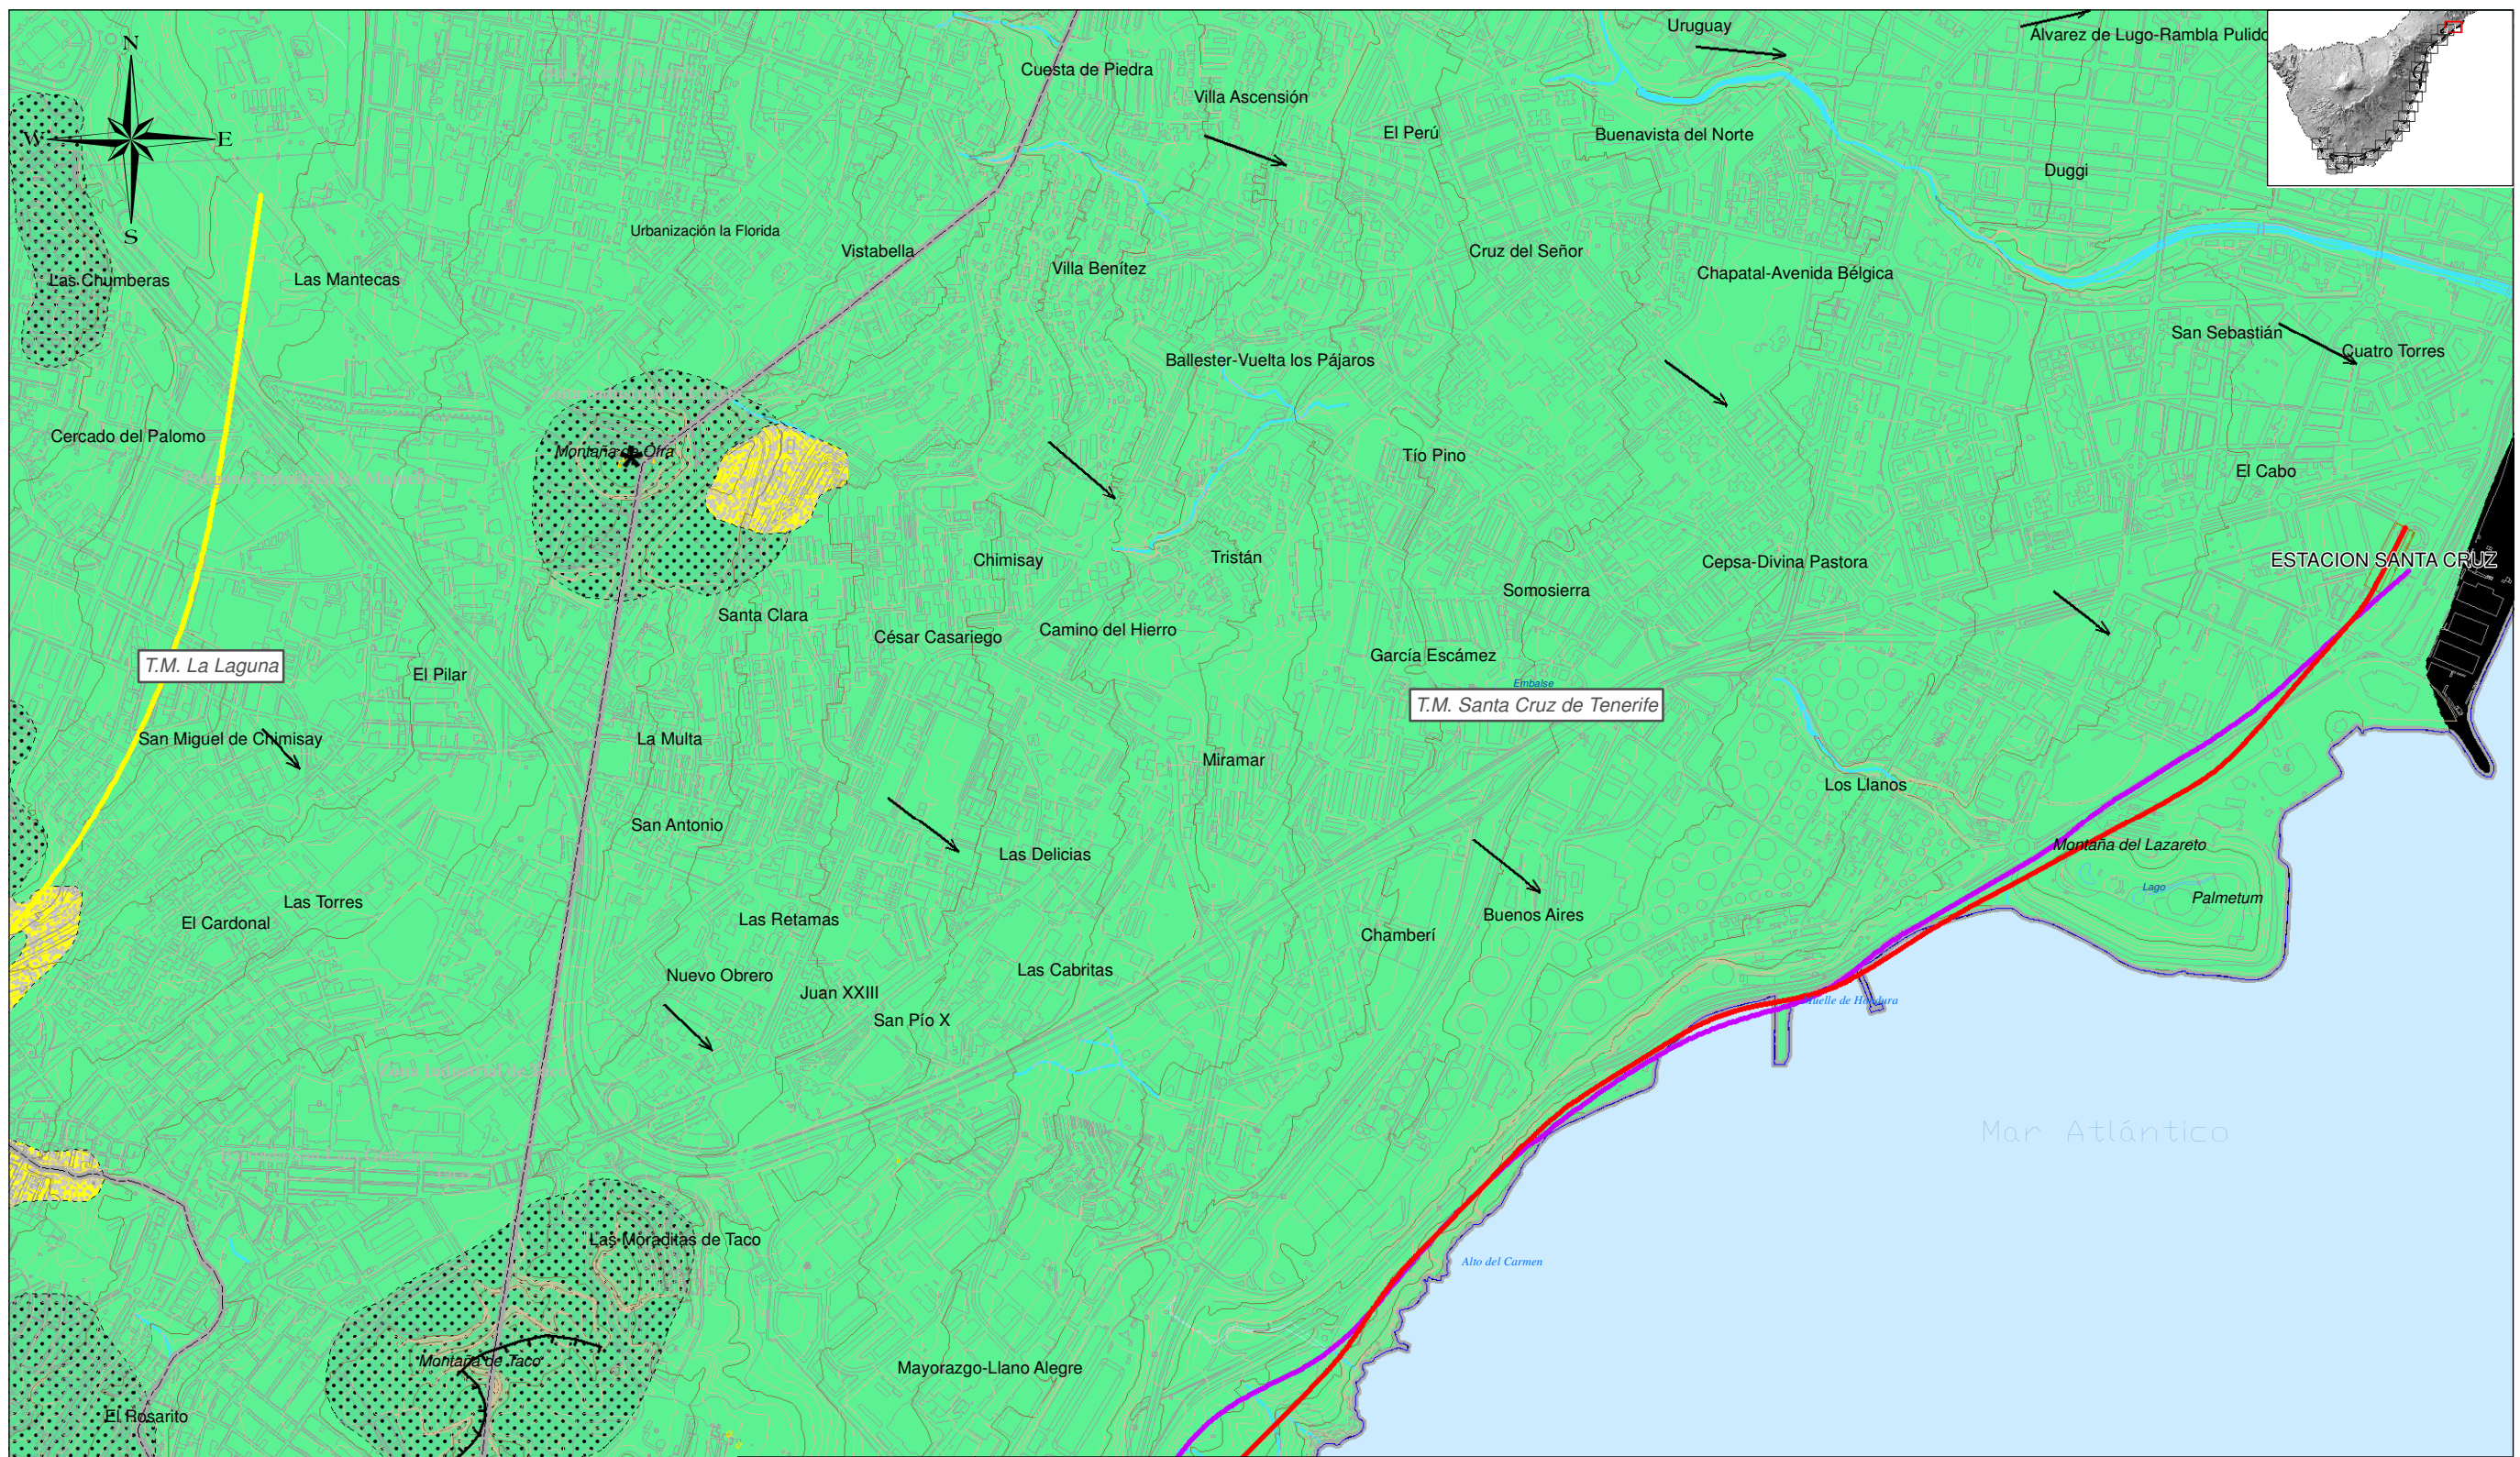 Uruguay
Álvarez de Lugo-Rambla Pulido
N
Cuesta de Piedra
Villa Ascensión
El Perú
Buenavista del Norte
W
E
Duggi
S
Urbanización la Florida
Vistabella
Villa Benítez
Cruz del Señor
Chapatal-Avenida Bélgica
Las Chumberas
Las Mantecas
San Sebastián
Cuatro Torres
Ballester-Vuelta los Pájaros
Cercado del Palomo
Montaña de Ofra
Tío Pino
El Cabo
Chimisay
Tristán
Cepsa-Divina Pastora
ESTACION SANTA CRUZ
Somosierra
Santa Clara
César Casariego
Camino del Hierro
García Escámez
T.M. La Laguna
El Pilar
Embalse
T.M. Santa Cruz de Tenerife
San Miguel de Chimisay
La Multa
Miramar
Los Llanos
San Antonio
Las Delicias
Montaña del Lazareto
Lago
Palmetum
Las Torres
El Cardonal
Las Retamas
Buenos Aires
Chamberí
Nuevo Obrero
Las Cabritas
Juan XXIII
San Pío X
Zona Industrial de Taco
Mar Atlántico
Las Moraditas de Taco
Alto del Carmen
Montaña de Taco
Mayorazgo-Llano Alegre
El Rosarito